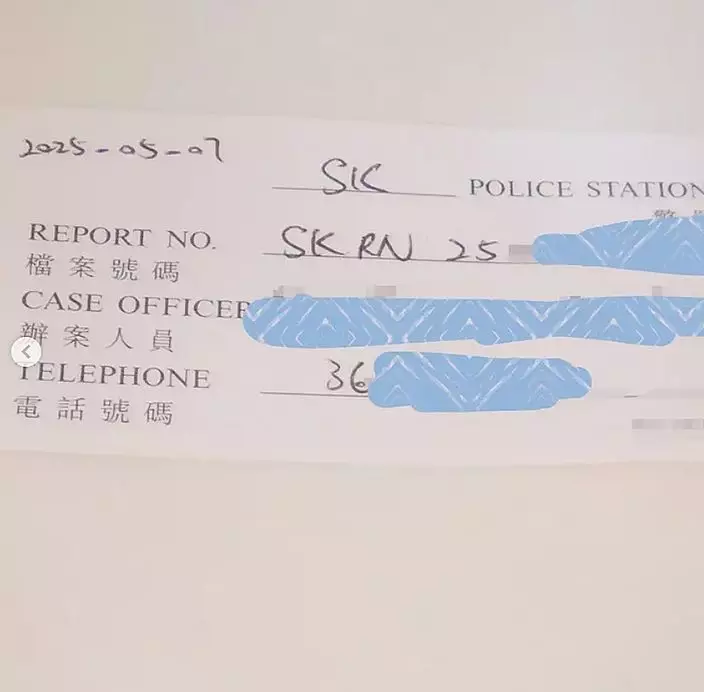 2025-05-07
SK POLICE STATION
REPORT NO. SK RN 25
檔案號碼
CASE OFFICER
辦案人員
TELEPHONE 36
電話號碼